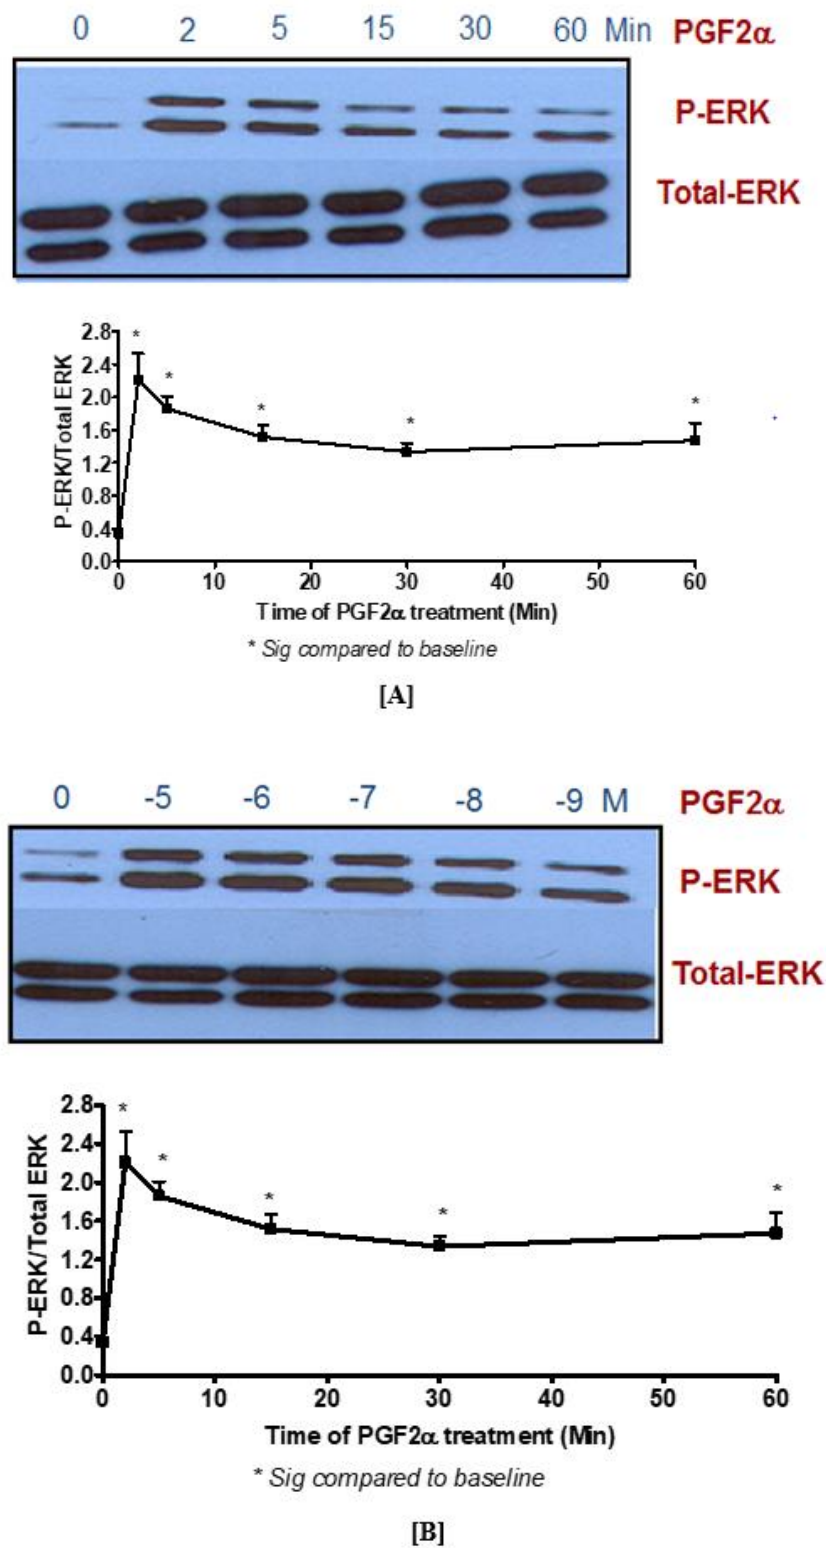 0 2 5 15 30 60 Min PGF2α
P-ERK
Total-ERK
2.8
2.4
2.0
1.6
1.2
0.8
0.4
0.0
P-ERK/Total ERK
* * * * *
0 10 20 30 40 50 60
Time of PGF2α treatment (Min)
* Sig compared to baseline
[A]
0 -5 -6 -7 -8 -9 M PGF2α
P-ERK
Total-ERK
2.8
2.4
2.0
1.6
1.2
0.8
0.4
0.0
P-ERK/Total ERK
* * * * *
0 10 20 30 40 50 60
Time of PGF2α treatment (Min)
* Sig compared to baseline
[B]